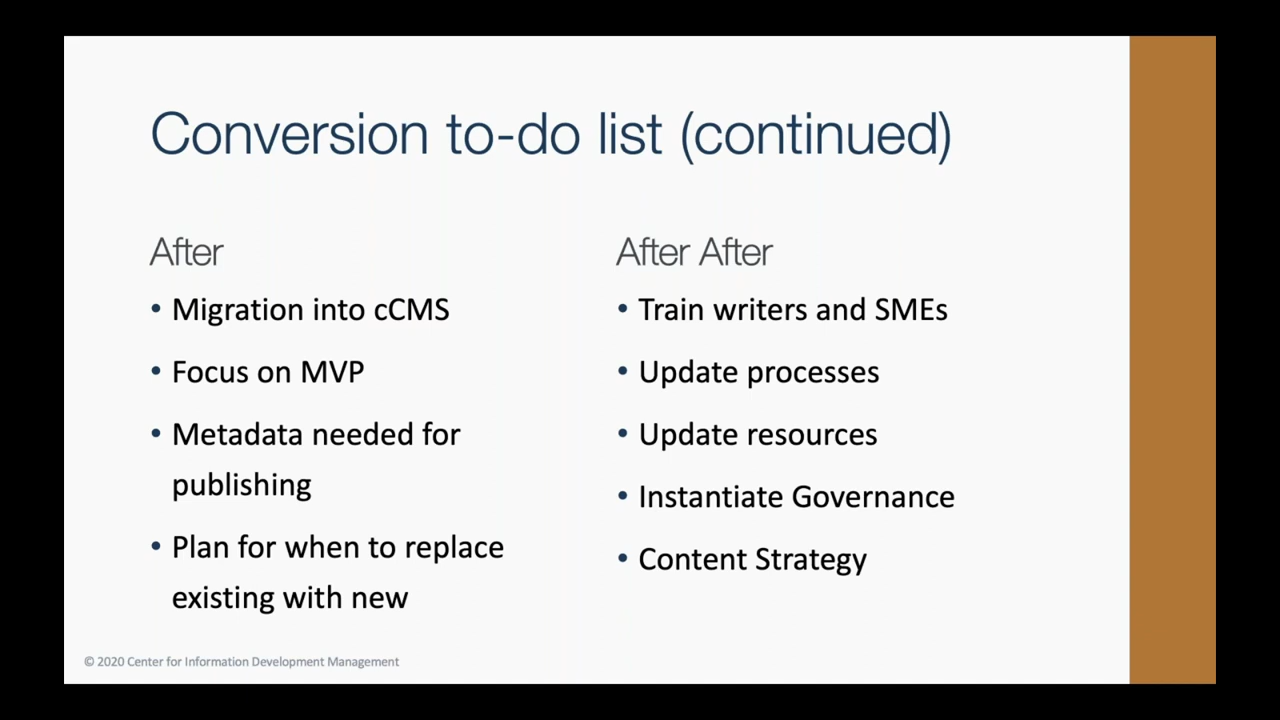 Conversion to-do list (continued)
After
• Migration into cCMS
• Focus on MVP
• Metadata needed for
publishing
• Plan for when to replace
existing with new
After After
• Train writers and SMEs
• Update processes
• Update resources
• Instantiate Governance
• Content Strategy
© 2020 Center for Information Development Management